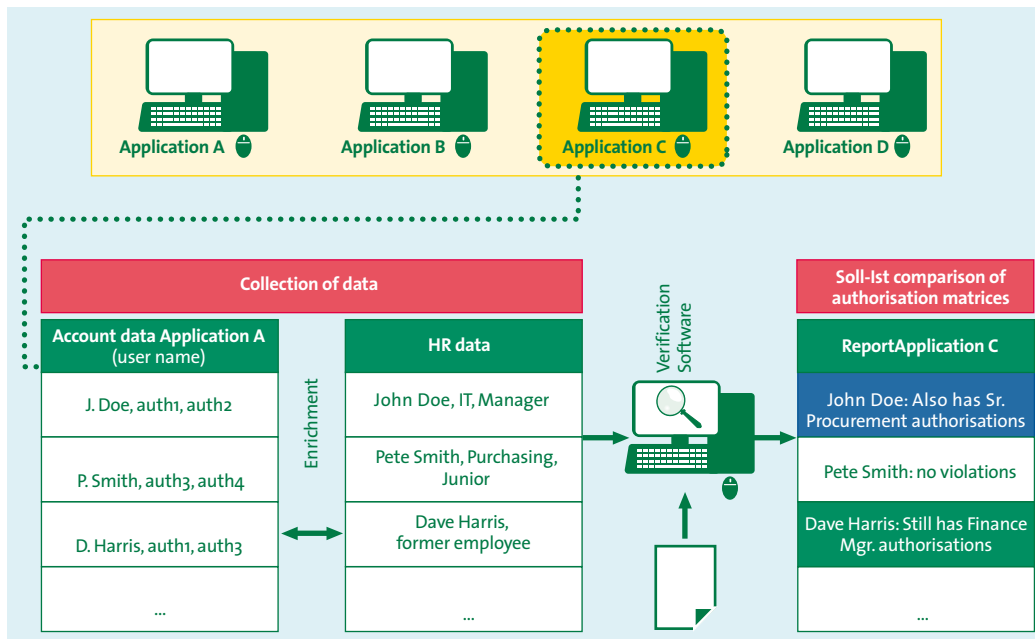 Application A
Application B
Application C
Application D
Collection of data
Soll-Ist comparison of
authorisation matrices
Account data Application A
(user name)
HR data
Enrichment
Verification
Software
ReportApplication C
J. Doe, auth1, auth2
John Doe, IT, Manager
John Doe: Also has Sr.
Procurement authorisations
P. Smith, auth3, auth4
Pete Smith, Purchasing,
Junior
Pete Smith: no violations
D. Harris, auth1, auth3
Dave Harris,
former employee
Dave Harris: Still has Finance
Mgr. authorisations
...
...
...